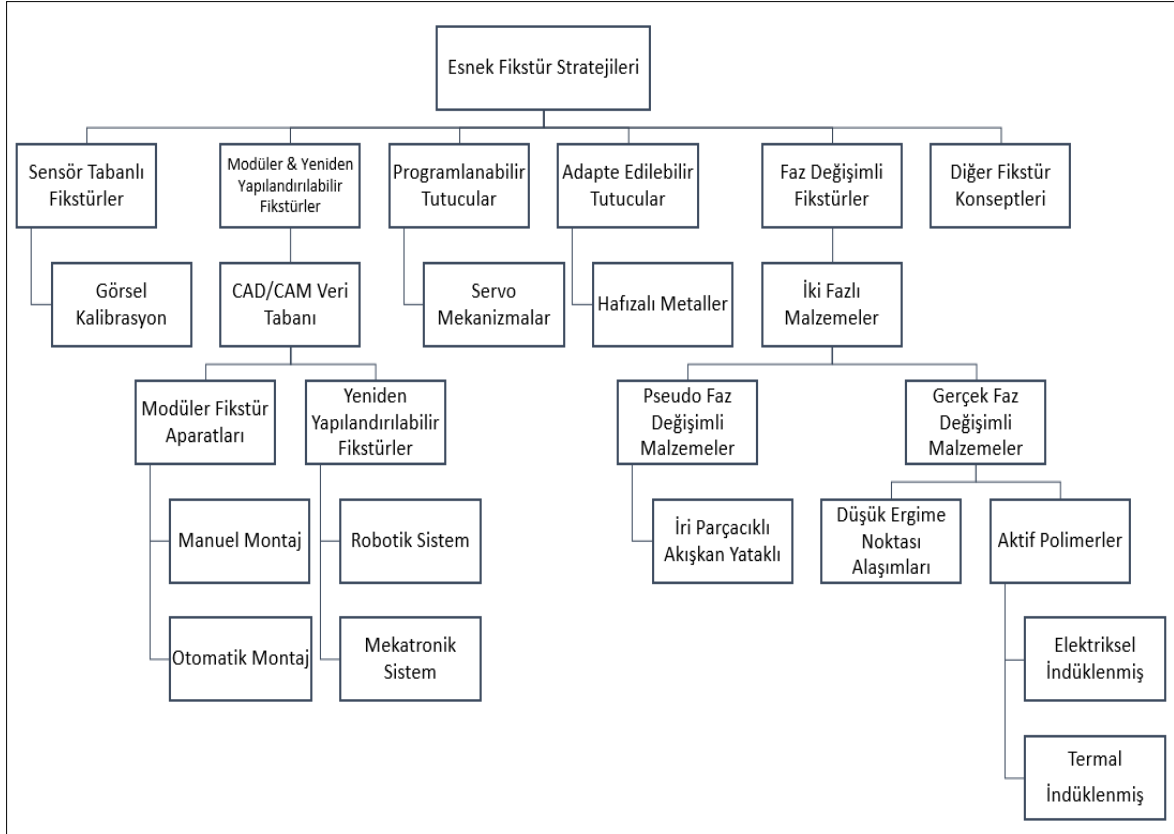 Esnek Fikstür Stratejileri
Sensör Tabanlı
Fikstürler
Modüler & Yeniden
Yapılandırılabilir
Fikstürler
Programlanabilir
Tutucular
Adapte Edilebilir
Tutucular
Faz Değişimli
Fikstürler
Diğer Fikstür
Konseptleri
Görsel
Kalibrasyon
CAD/CAM Veri
Tabanı
Servo
Mekanizmalar
Hafızalı Metaller
İki Fazlı
Malzemeler
Modüler Fikstür
Aparatları
Yeniden
Yapılandırılabilir
Fikstürler
Pseudo Faz
Değişimli
Malzemeler
Gerçek Faz
Değişimli
Malzemeler
Manuel Montaj
Robotik Sistem
İri Parçacıklı
Akışkan Yataklı
Düşük Ergime
Noktası
Alaşımları
Aktif Polimerler
Otomatik Montaj
Mekatronik
Sistem
Elektriksel
İndüklenmiş
Termal
İndüklenmiş